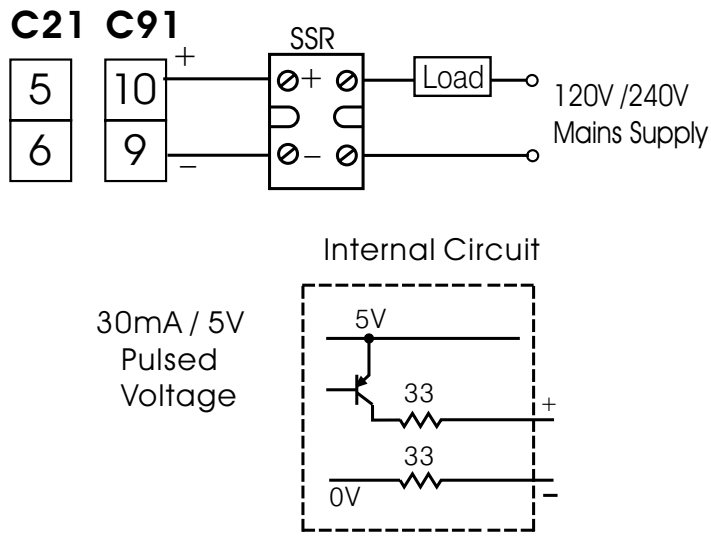 C21 C91
SSR
5 10 + + Load
120V /240V
6 9 – – Mains Supply
Internal Circuit
30mA / 5V
Pulsed
Voltage
5V
33
+
33
0V
–